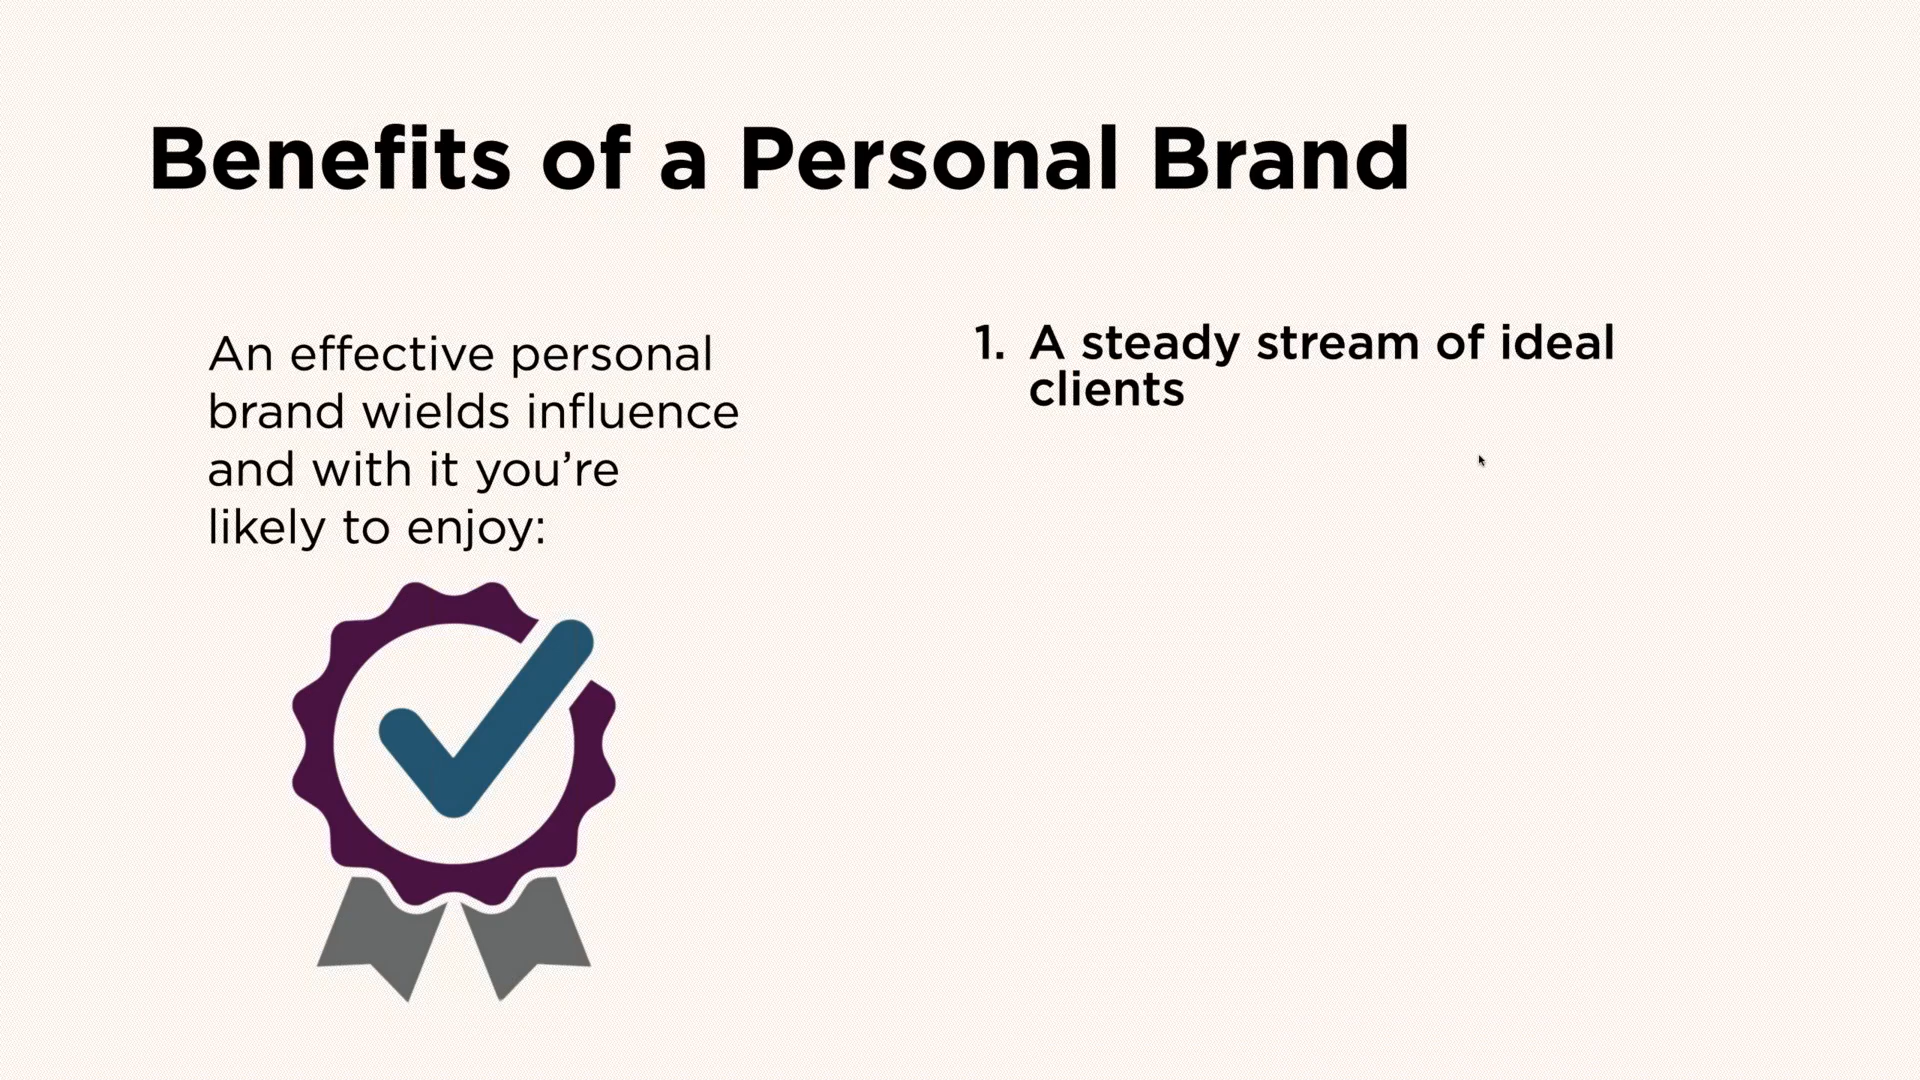 Benefits of a Personal Brand
An effective personal
brand wields influence
and with it you’re
likely to enjoy:
1. A steady stream of ideal
clients